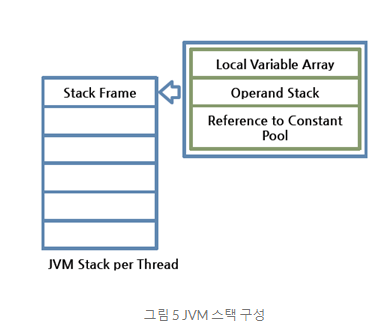 Local Variable Array
Stack Frame
Operand Stack
Reference to Constant
Pool
JVM Stack per Thread
그림 5 JVM 스택 구성